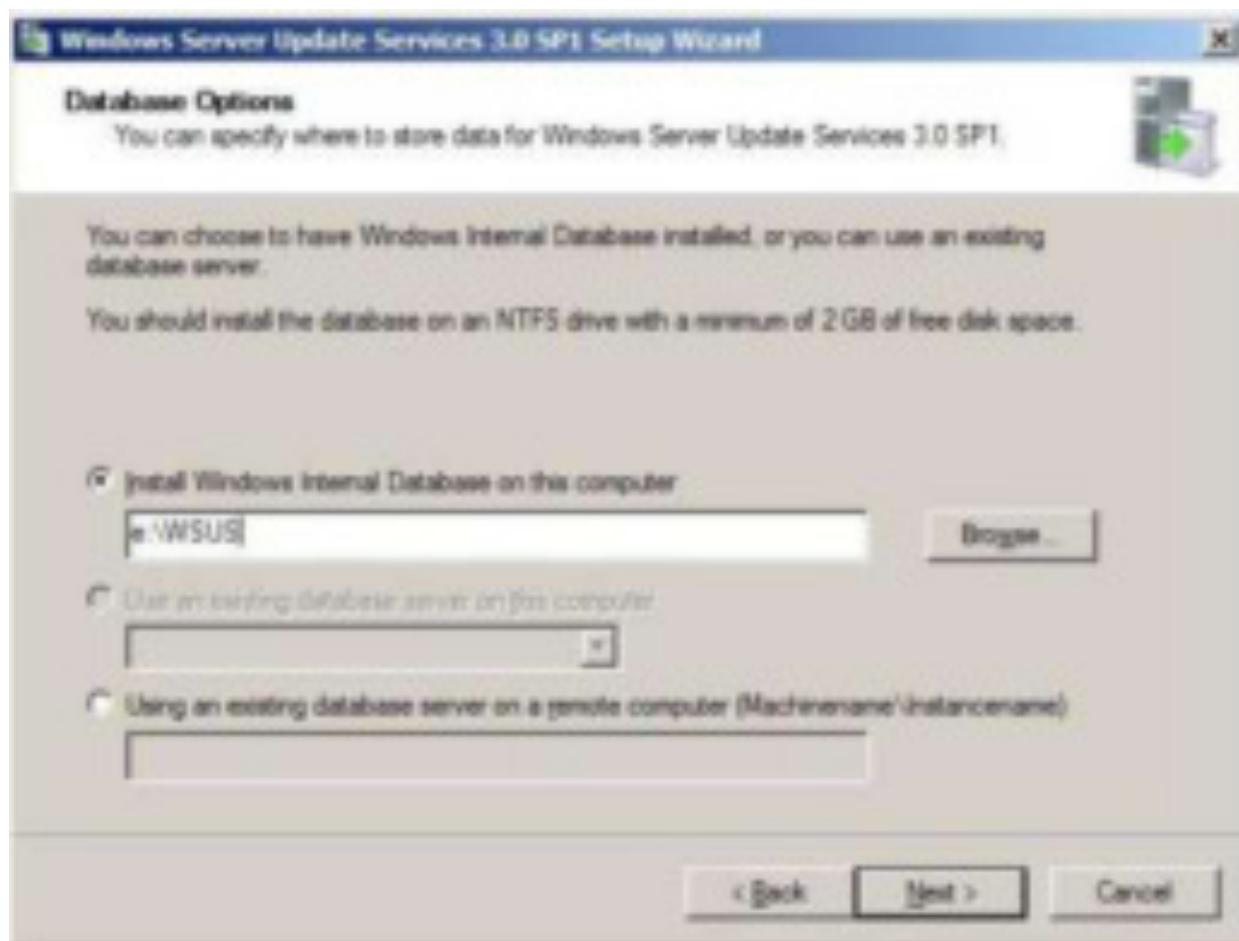 Windows Server Update Services 3.0 SP1 Setup Wizard
Database Options
You can specify where to store data for Windows Server Update Services 3.0 SP1.
You can choose to have Windows Internal Database installed, or you can use an existing
database server.
You should install the database on an NTFS drive with a minimum of 2 GB of free disk space.
Install Windows Internal Database on this computer
e:\WSUS
Browse...
Use an existing database server on this computer
Using an existing database server on a remote computer (Machinename\Instancename)
< Back
Next >
Cancel